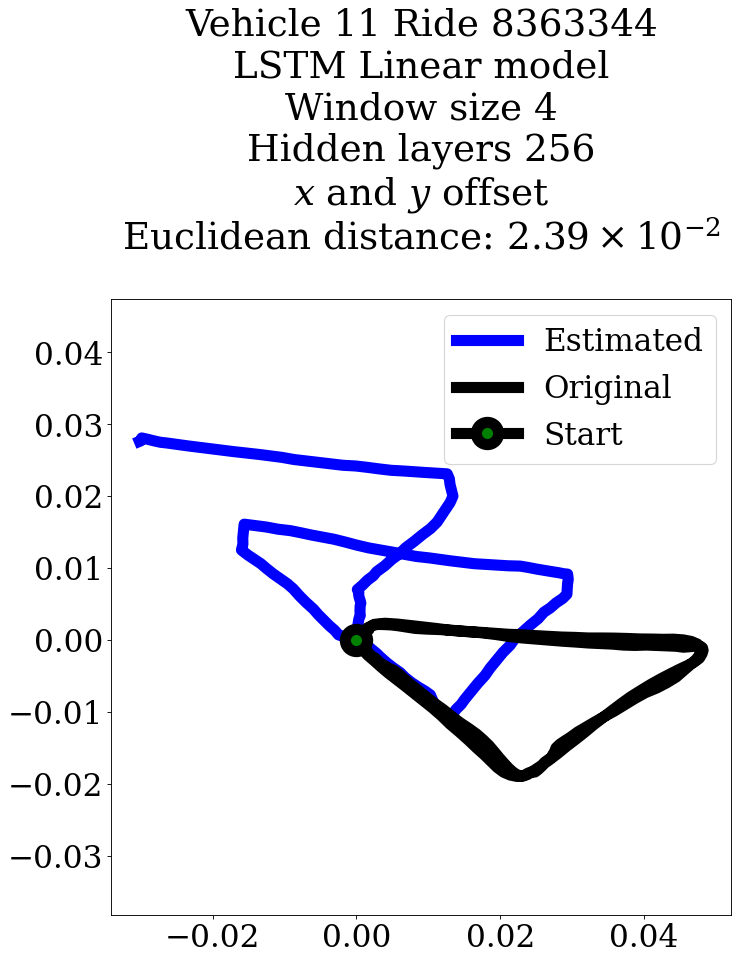 Vehicle 11 Ride 8363344
LSTM Linear model
Window size 4
Hidden layers 256
x and y offset
Euclidean distance: 2.39 × 10⁻²
Estimated
Original
Start
0.04
0.03
0.02
0.01
0.00
−0.01
−0.02
−0.03
−0.02 0.00 0.02 0.04